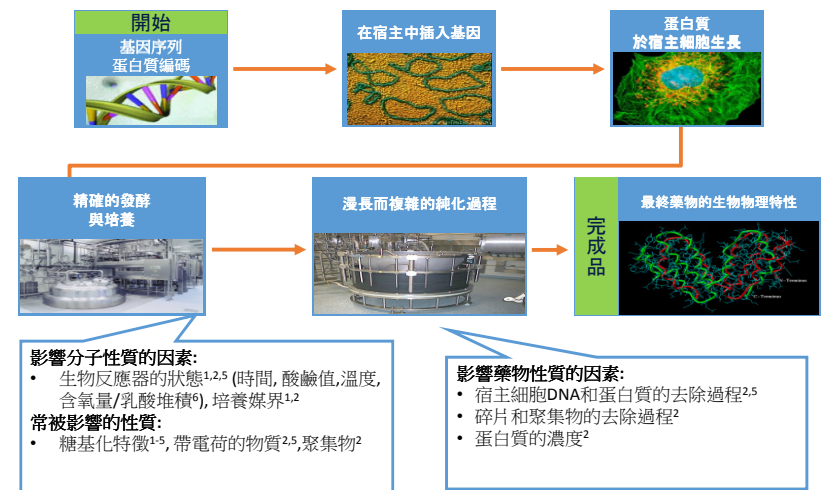 開始
基因序列
蛋白質編碼
在宿主中插入基因
蛋白質
於宿主細胞生長
精確的發酵
與培養
漫長而複雜的純化過程
完成品
最終藥物的生物物理特性
- Terminus
C - Terminus
影響分子性質的因素:
• 生物反應器的狀態1,2,5 (時間, 酸鹼值,溫度,
含氧量/乳酸堆積6), 培養媒界1,2
常被影響的性質:
• 糖基化特徵1-5, 帶電荷的物質2,5,聚集物2
影響藥物性質的因素:
• 宿主細胞DNA和蛋白質的去除過程2,5
• 碎片和聚集物的去除過程2
• 蛋白質的濃度2